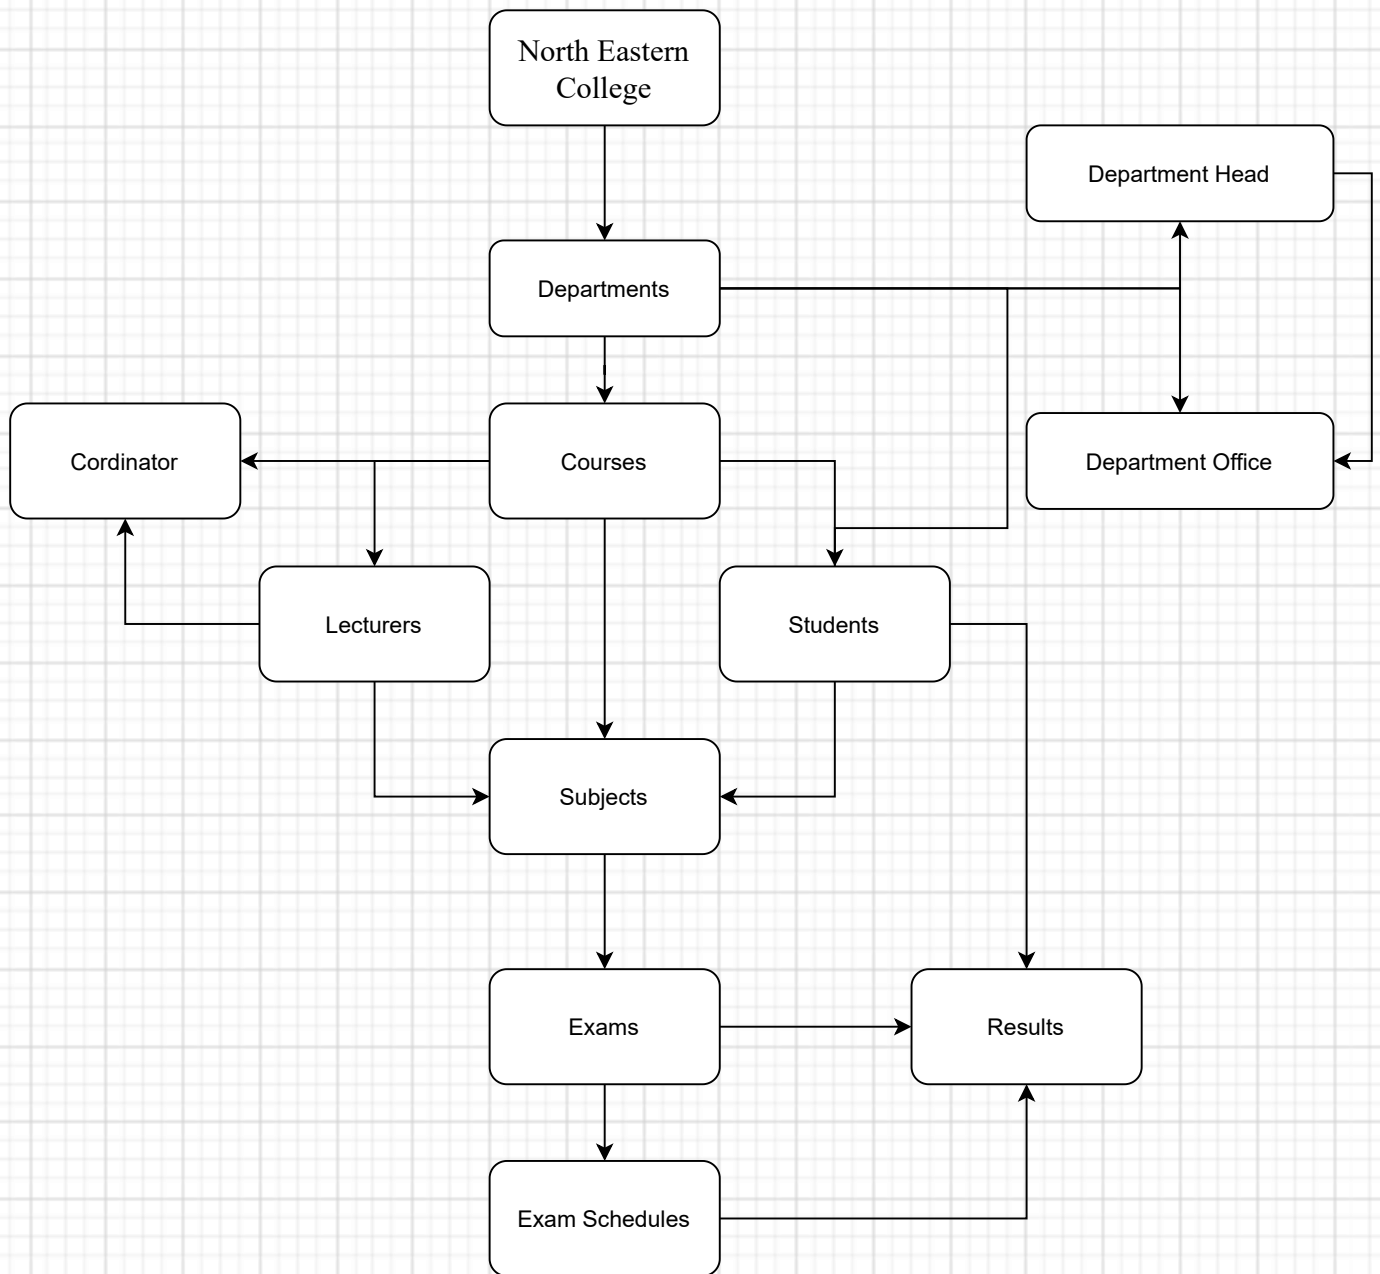 North Eastern
College
Department Head
Departments
Cordinator
Courses
Department Office
Lecturers
Students
Subjects
Exams
Results
Exam Schedules